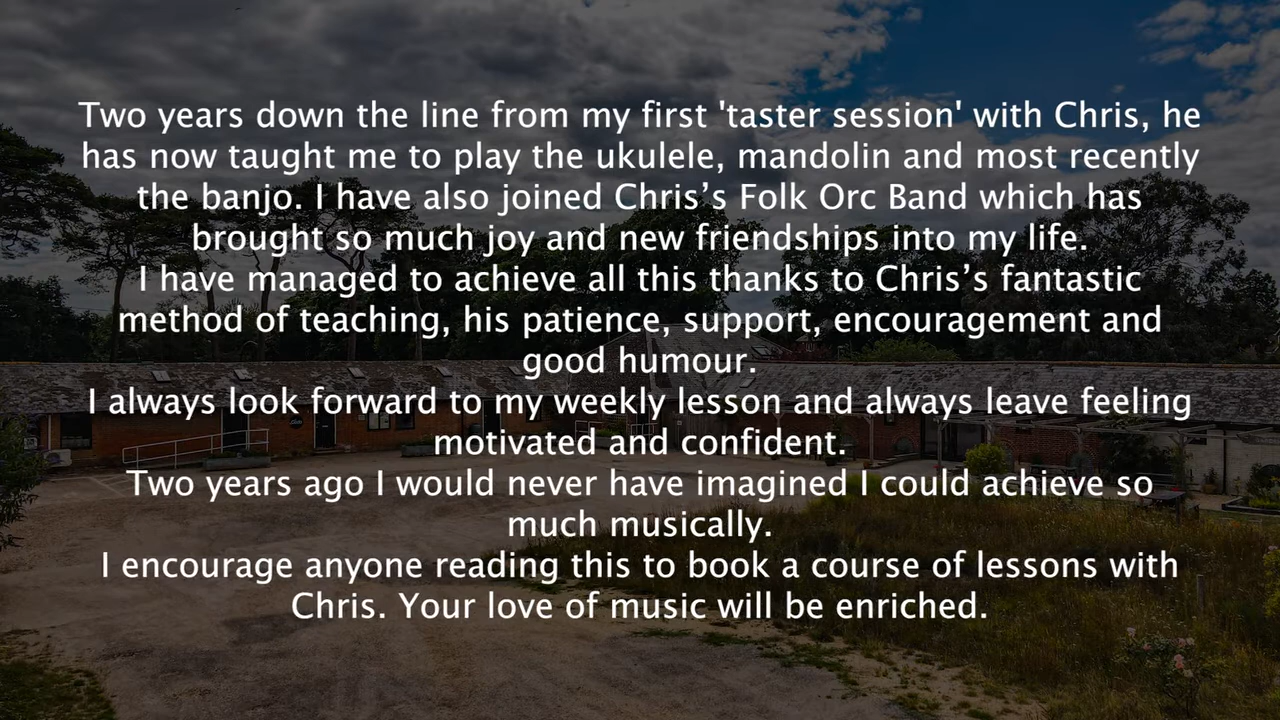 Two years down the line from my first 'taster session' with Chris, he
has now taught me to play the ukulele, mandolin and most recently
the banjo. I have also joined Chris’s Folk Orc Band which has
brought so much joy and new friendships into my life.
I have managed to achieve all this thanks to Chris’s fantastic
method of teaching, his patience, support, encouragement and
good humour.
I always look forward to my weekly lesson and always leave feeling
motivated and confident.
Two years ago I would never have imagined I could achieve so
much musically.
I encourage anyone reading this to book a course of lessons with
Chris. Your love of music will be enriched.